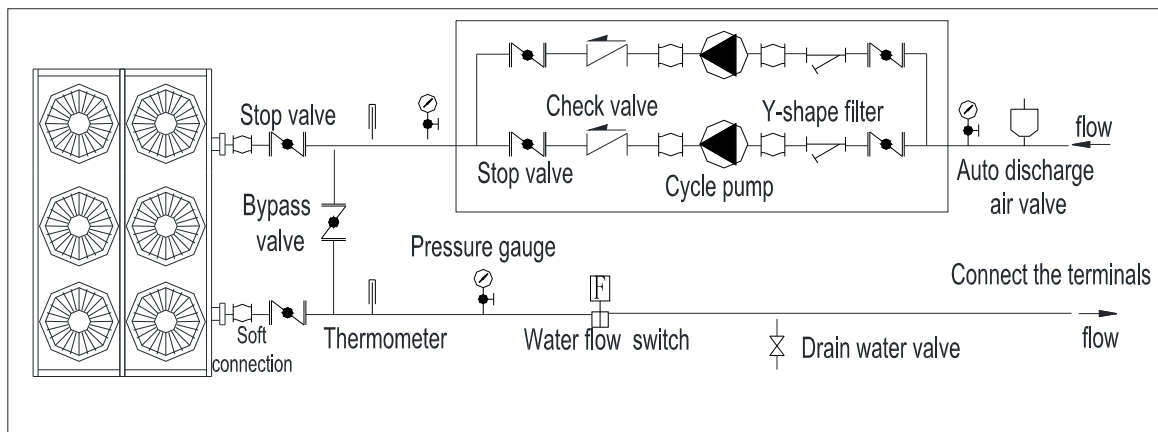 Stop valve
Check valve
Y-shape filter
flow
Stop valve
Cycle pump
Auto discharge
air valve
Bypass
valve
Pressure gauge
Connect the terminals
F
Soft
connection
Thermometer
Water flow switch
Drain water valve
flow